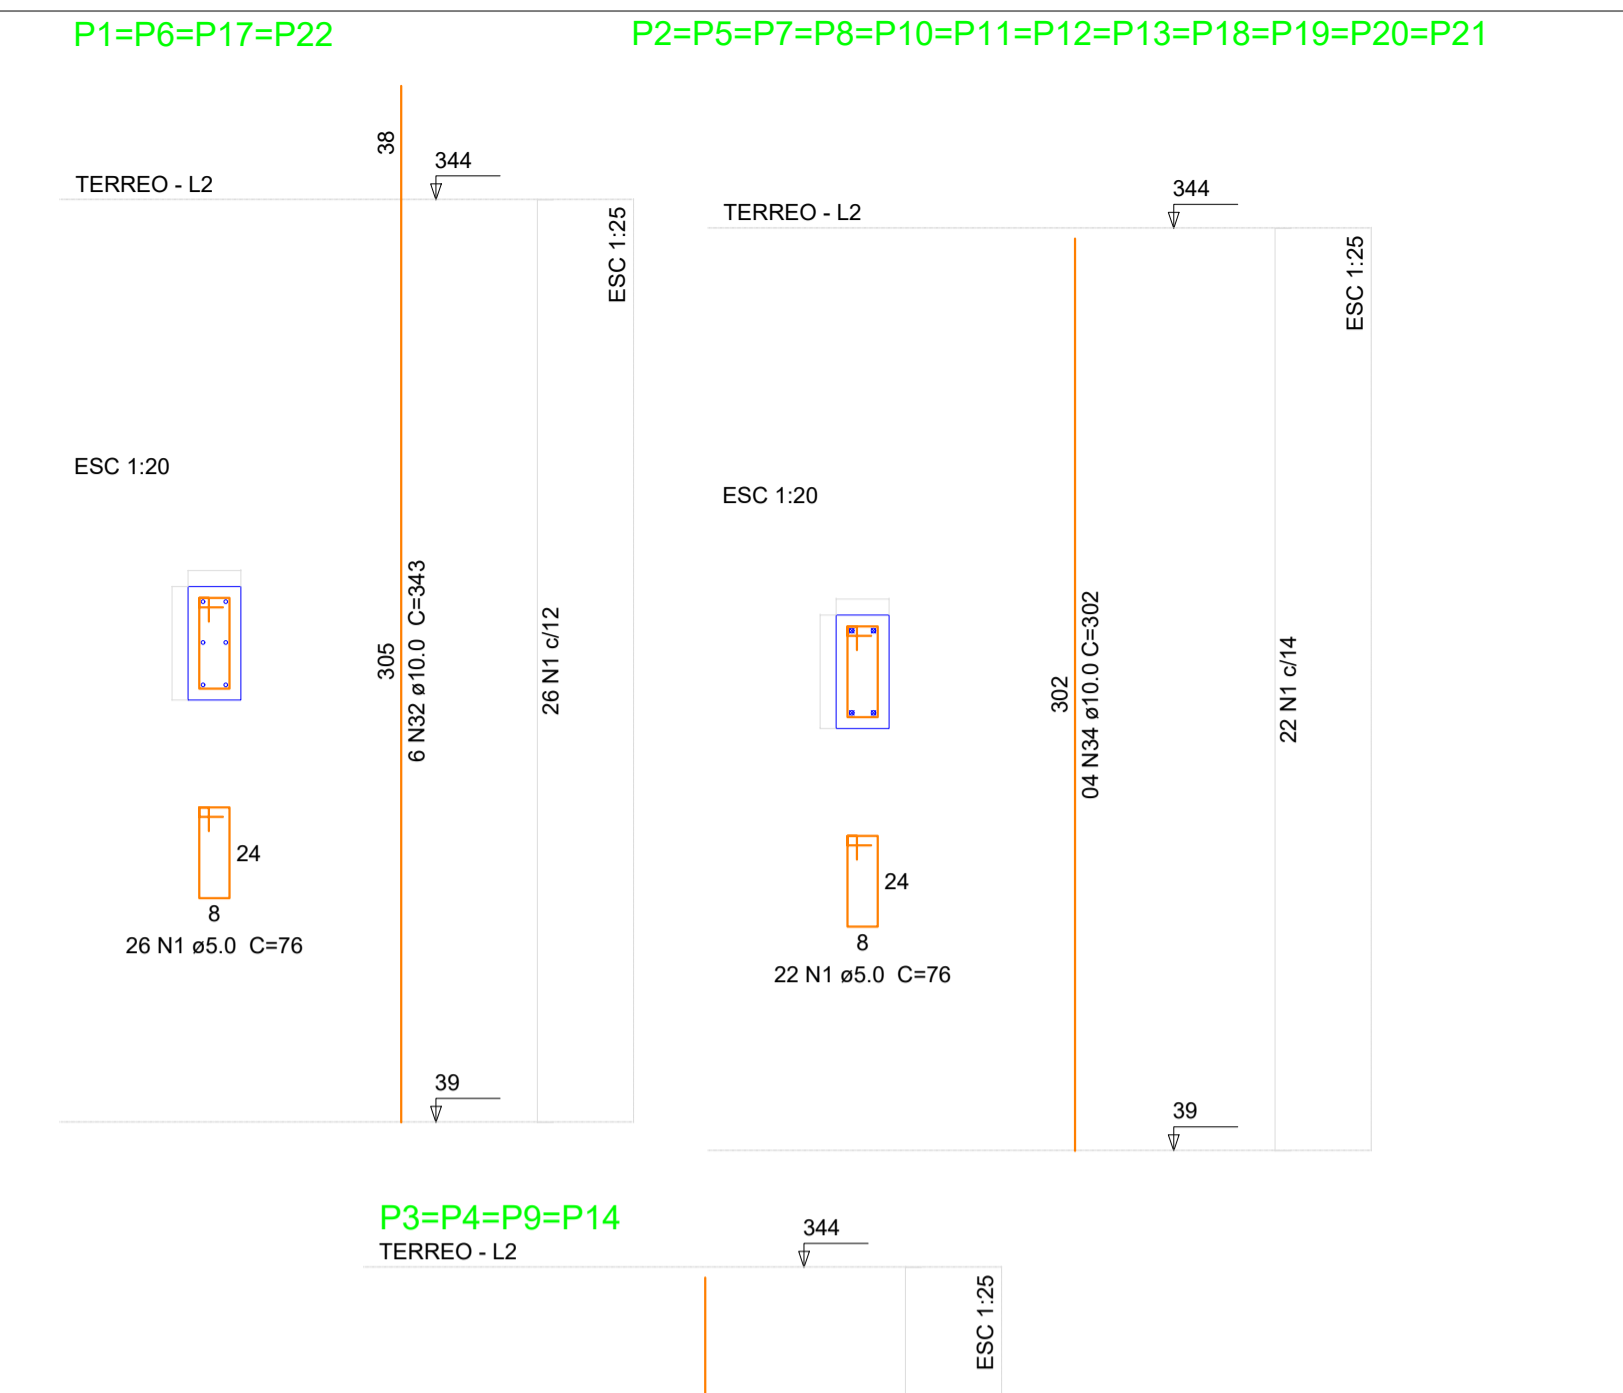 P1=P6=P17=P22
38
344
TERREO - L2
ESC 1:25
ESC 1:20
305
6 N32 ø10.0  C=343
26 N1 c/12
24
8
26 N1 ø5.0  C=76
39
P2=P5=P7=P8=P10=P11=P12=P13=P18=P19=P20=P21
344
TERREO - L2
ESC 1:25
ESC 1:20
302
04 N34 ø10.0 C=302
22 N1 c/14
24
8
22 N1 ø5.0  C=76
39
P3=P4=P9=P14
344
TERREO - L2
ESC 1:25